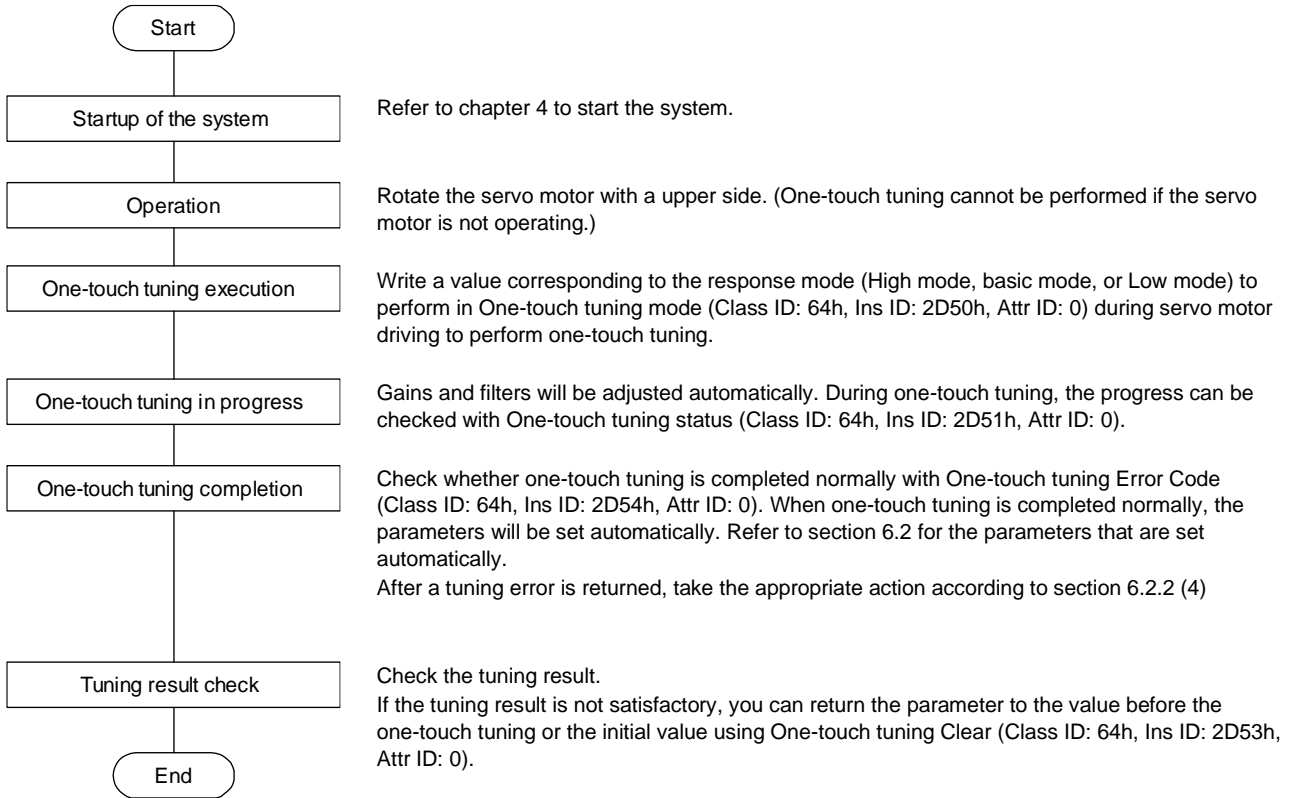 Start
Startup of the system
Refer to chapter 4 to start the system.
Operation
Rotate the servo motor with a upper side. (One-touch tuning cannot be performed if the servo
motor is not operating.)
One-touch tuning execution
Write a value corresponding to the response mode (High mode, basic mode, or Low mode) to
perform in One-touch tuning mode (Class ID: 64h, Ins ID: 2D50h, Attr ID: 0) during servo motor
driving to perform one-touch tuning.
One-touch tuning in progress
Gains and filters will be adjusted automatically. During one-touch tuning, the progress can be
checked with One-touch tuning status (Class ID: 64h, Ins ID: 2D51h, Attr ID: 0).
One-touch tuning completion
Check whether one-touch tuning is completed normally with One-touch tuning Error Code
(Class ID: 64h, Ins ID: 2D54h, Attr ID: 0). When one-touch tuning is completed normally, the
parameters will be set automatically. Refer to section 6.2 for the parameters that are set
automatically.
After a tuning error is returned, take the appropriate action according to section 6.2.2 (4)
Tuning result check
Check the tuning result.
If the tuning result is not satisfactory, you can return the parameter to the value before the
one-touch tuning or the initial value using One-touch tuning Clear (Class ID: 64h, Ins ID: 2D53h,
Attr ID: 0).
End